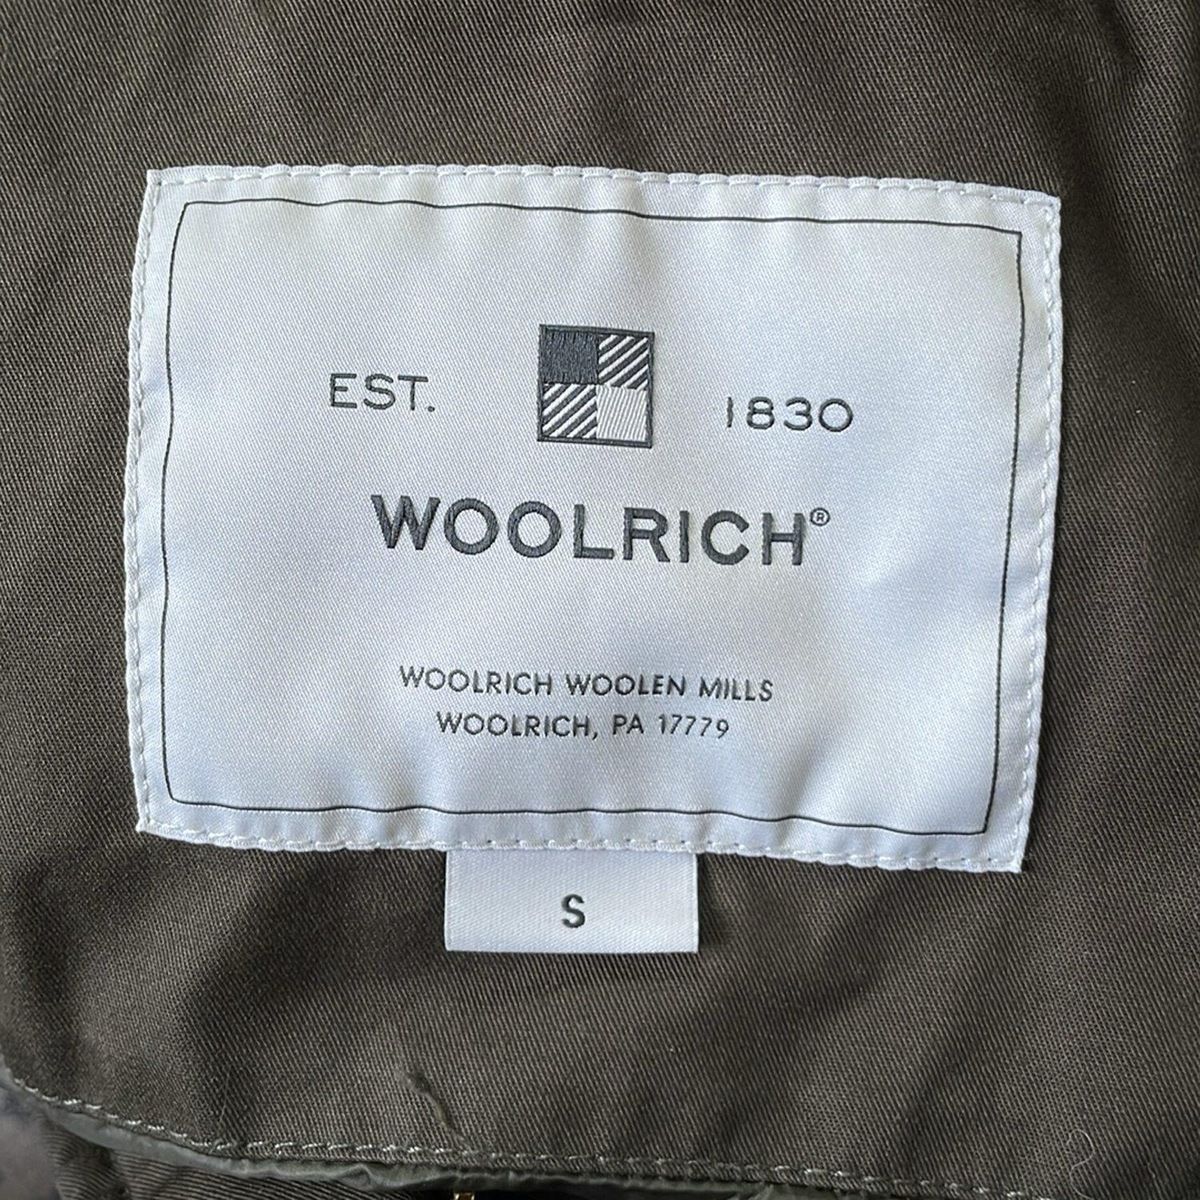 EST. 1830
WOOLRICH®
WOOLRICH WOOLEN MILLS
WOOLRICH, PA 17779
S